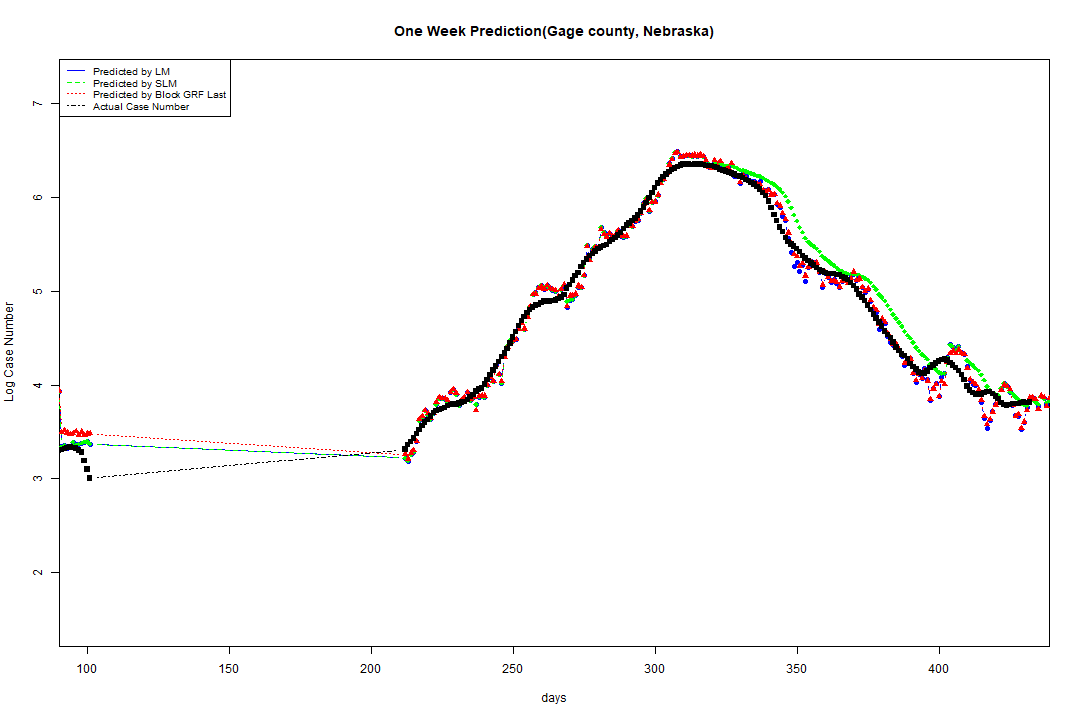 One Week Prediction(Gage county, Nebraska)
Predicted by LM
Predicted by SLM
Predicted by Block GRF Last
Actual Case Number
7
6
5
4
3
2
Log Case Number
100 150 200 250 300 350 400
days